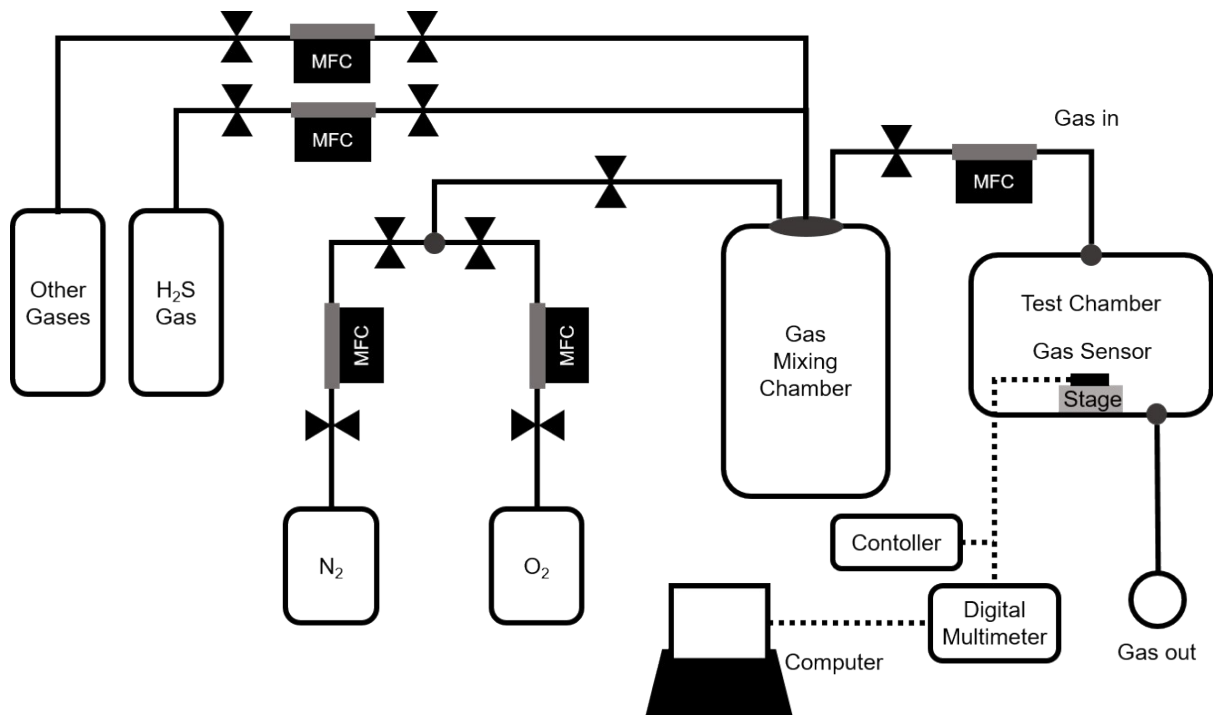 MFC
MFC
Gas in
MFC
Other
Gases
H₂S
Gas
MFC
MFC
Gas
Mixing
Chamber
Test Chamber
Gas Sensor
Stage
N₂
O₂
Contoller
Digital
Multimeter
Computer
Gas out